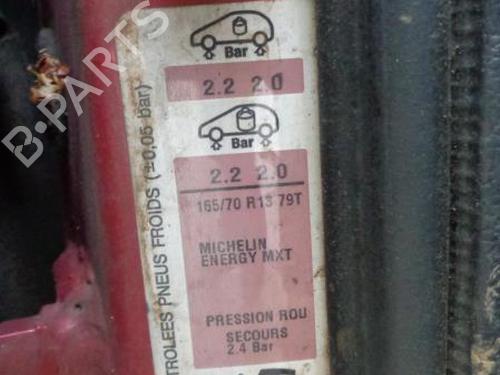 Bar
2.2 2.0
Bar
2.2 2.0
165/70 R13 79T
MICHELIN
ENERGY MXT
PRESSION ROU
SECOURS
2.4 Bar
TROLEES PNEUS FROIDS (±0,05 bar)
B-PARTS